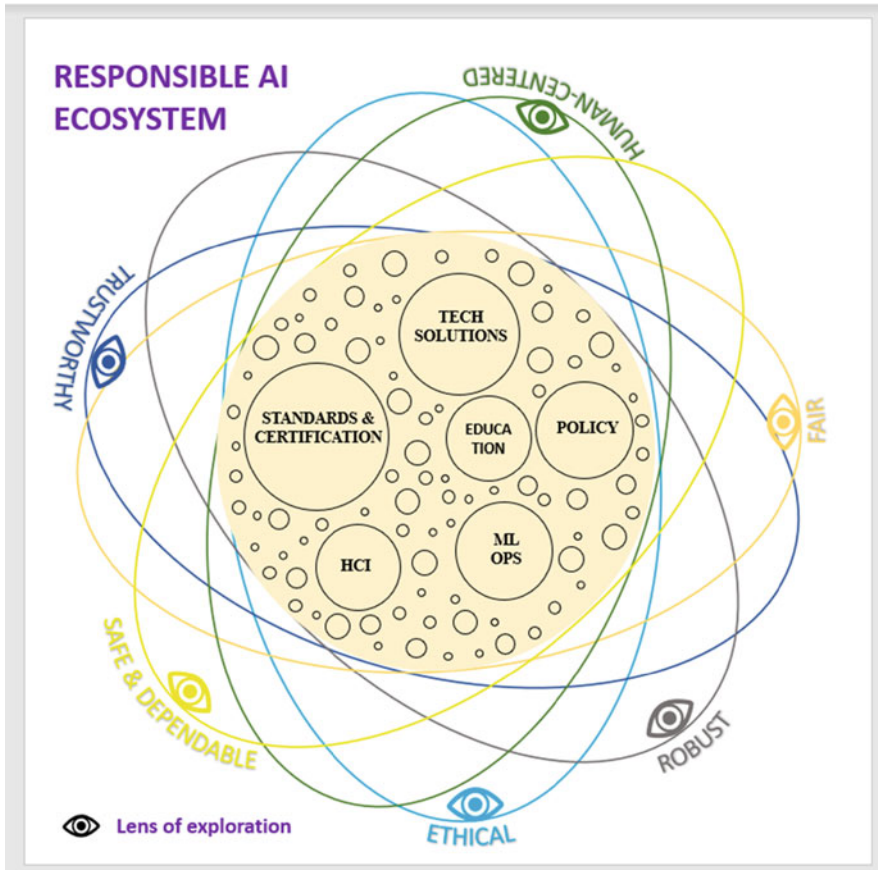 RESPONSIBLE AI
ECOSYSTEM
HUMAN-CENTERED
TRUSTWORTHY
TECH
SOLUTIONS
STANDARDS &
CERTIFICATION
EDUCA
TION
POLICY
FAIR
ML
OPS
HCI
SAFE & DEPENDABLE
ROBUST
ETHICAL
Lens of exploration